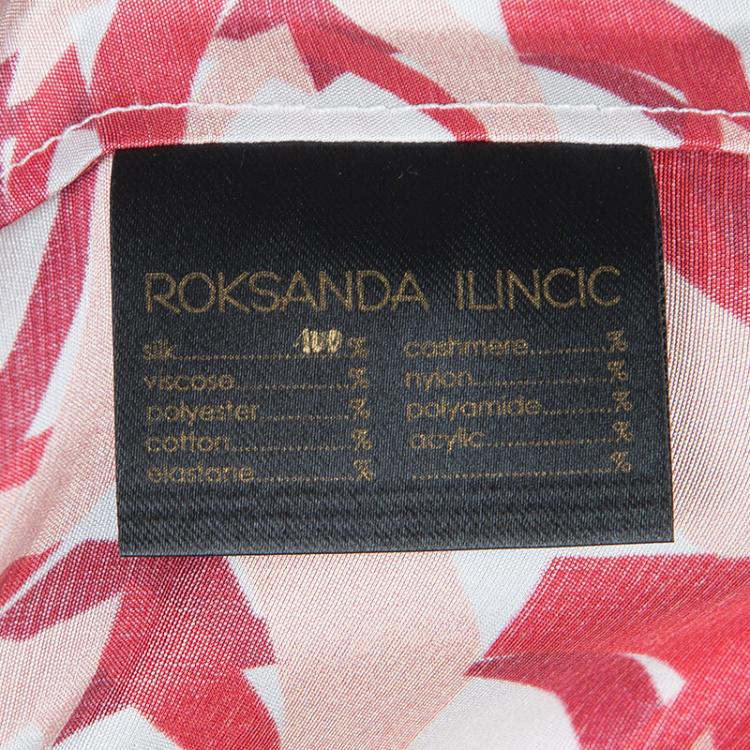 ROKSANDA ILINCIC
silk..................100%
viscose..................%
polyester..............%
cotton..................%
elastane..............%
cashmere............%
nylon....................%
polyamide..........%
acylic....................%
..............................%